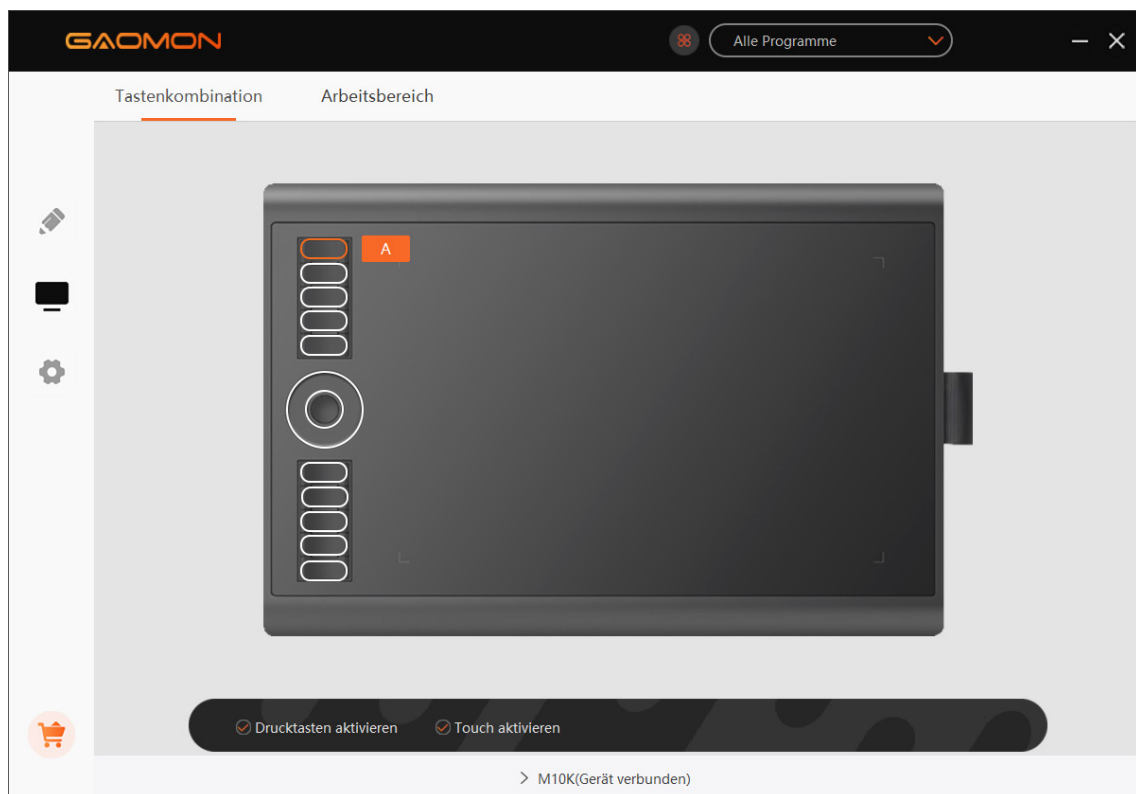 GAOMON
Alle Programme
Tastenkombination Arbeitsbereich
A
Drucktasten aktivieren Touch aktivieren
M10K(Gerät verbunden)